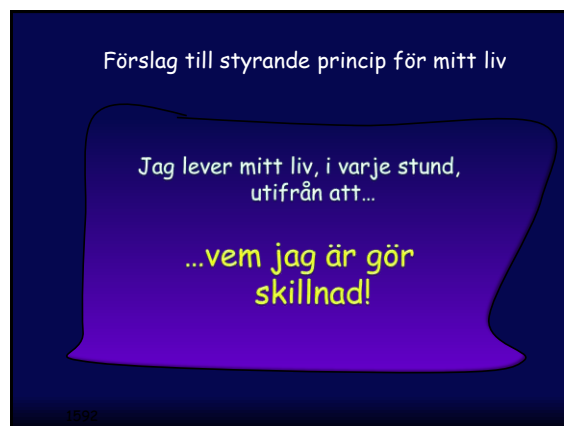 Förslag till styrande princip för mitt liv
Jag lever mitt liv, i varje stund,
utifrån att…
…vem jag är gör
skillnad!
1592